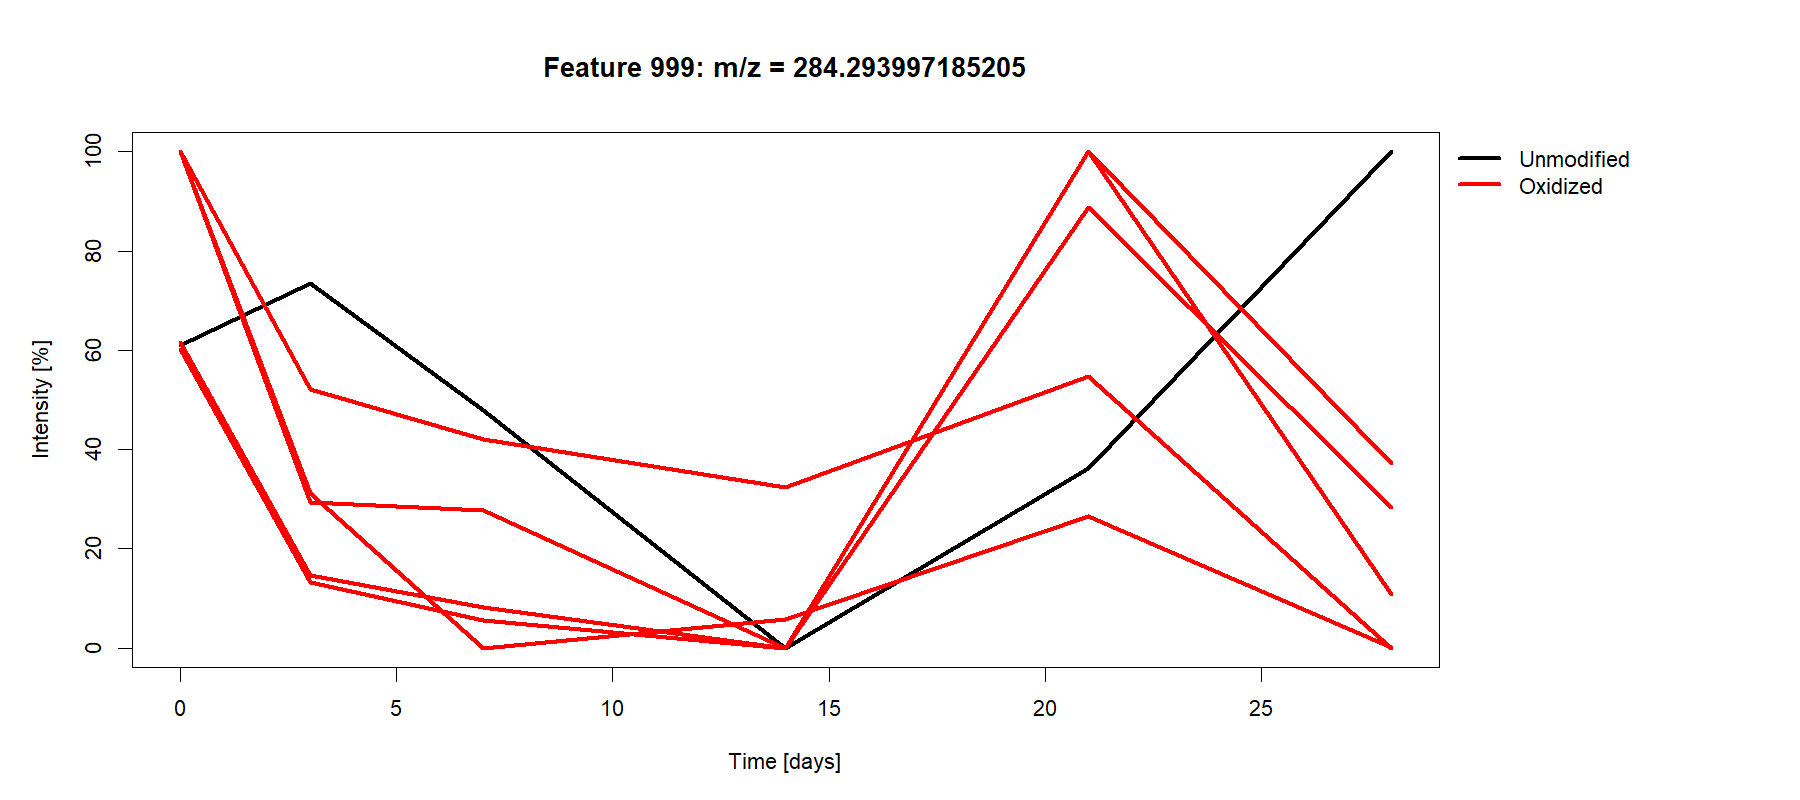 Feature 999: m/z = 284.293997185205
Unmodified
Oxidized
100
80
60
40
20
0
Intensity [%]
0 5 10 15 20 25
Time [days]